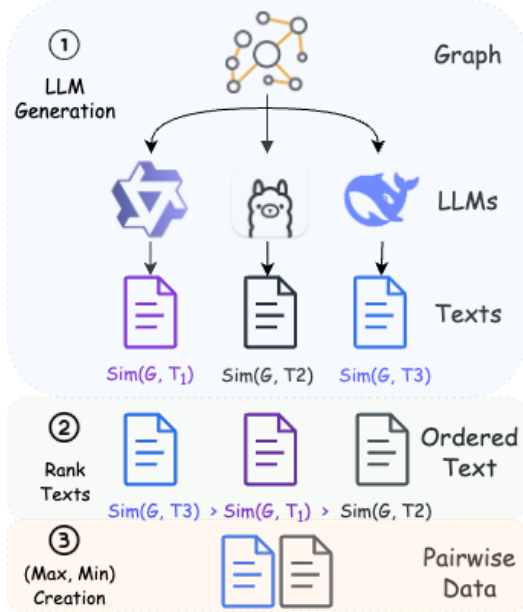 ①
LLM
Generation
Graph
LLMs
Texts
Sim(G, T₁)
Sim(G, T2)
Sim(G, T3)
②
Rank
Texts
Ordered
Text
Sim(G, T3) > Sim(G, T₁) > Sim(G, T2)
③
(Max, Min)
Creation
Pairwise
Data